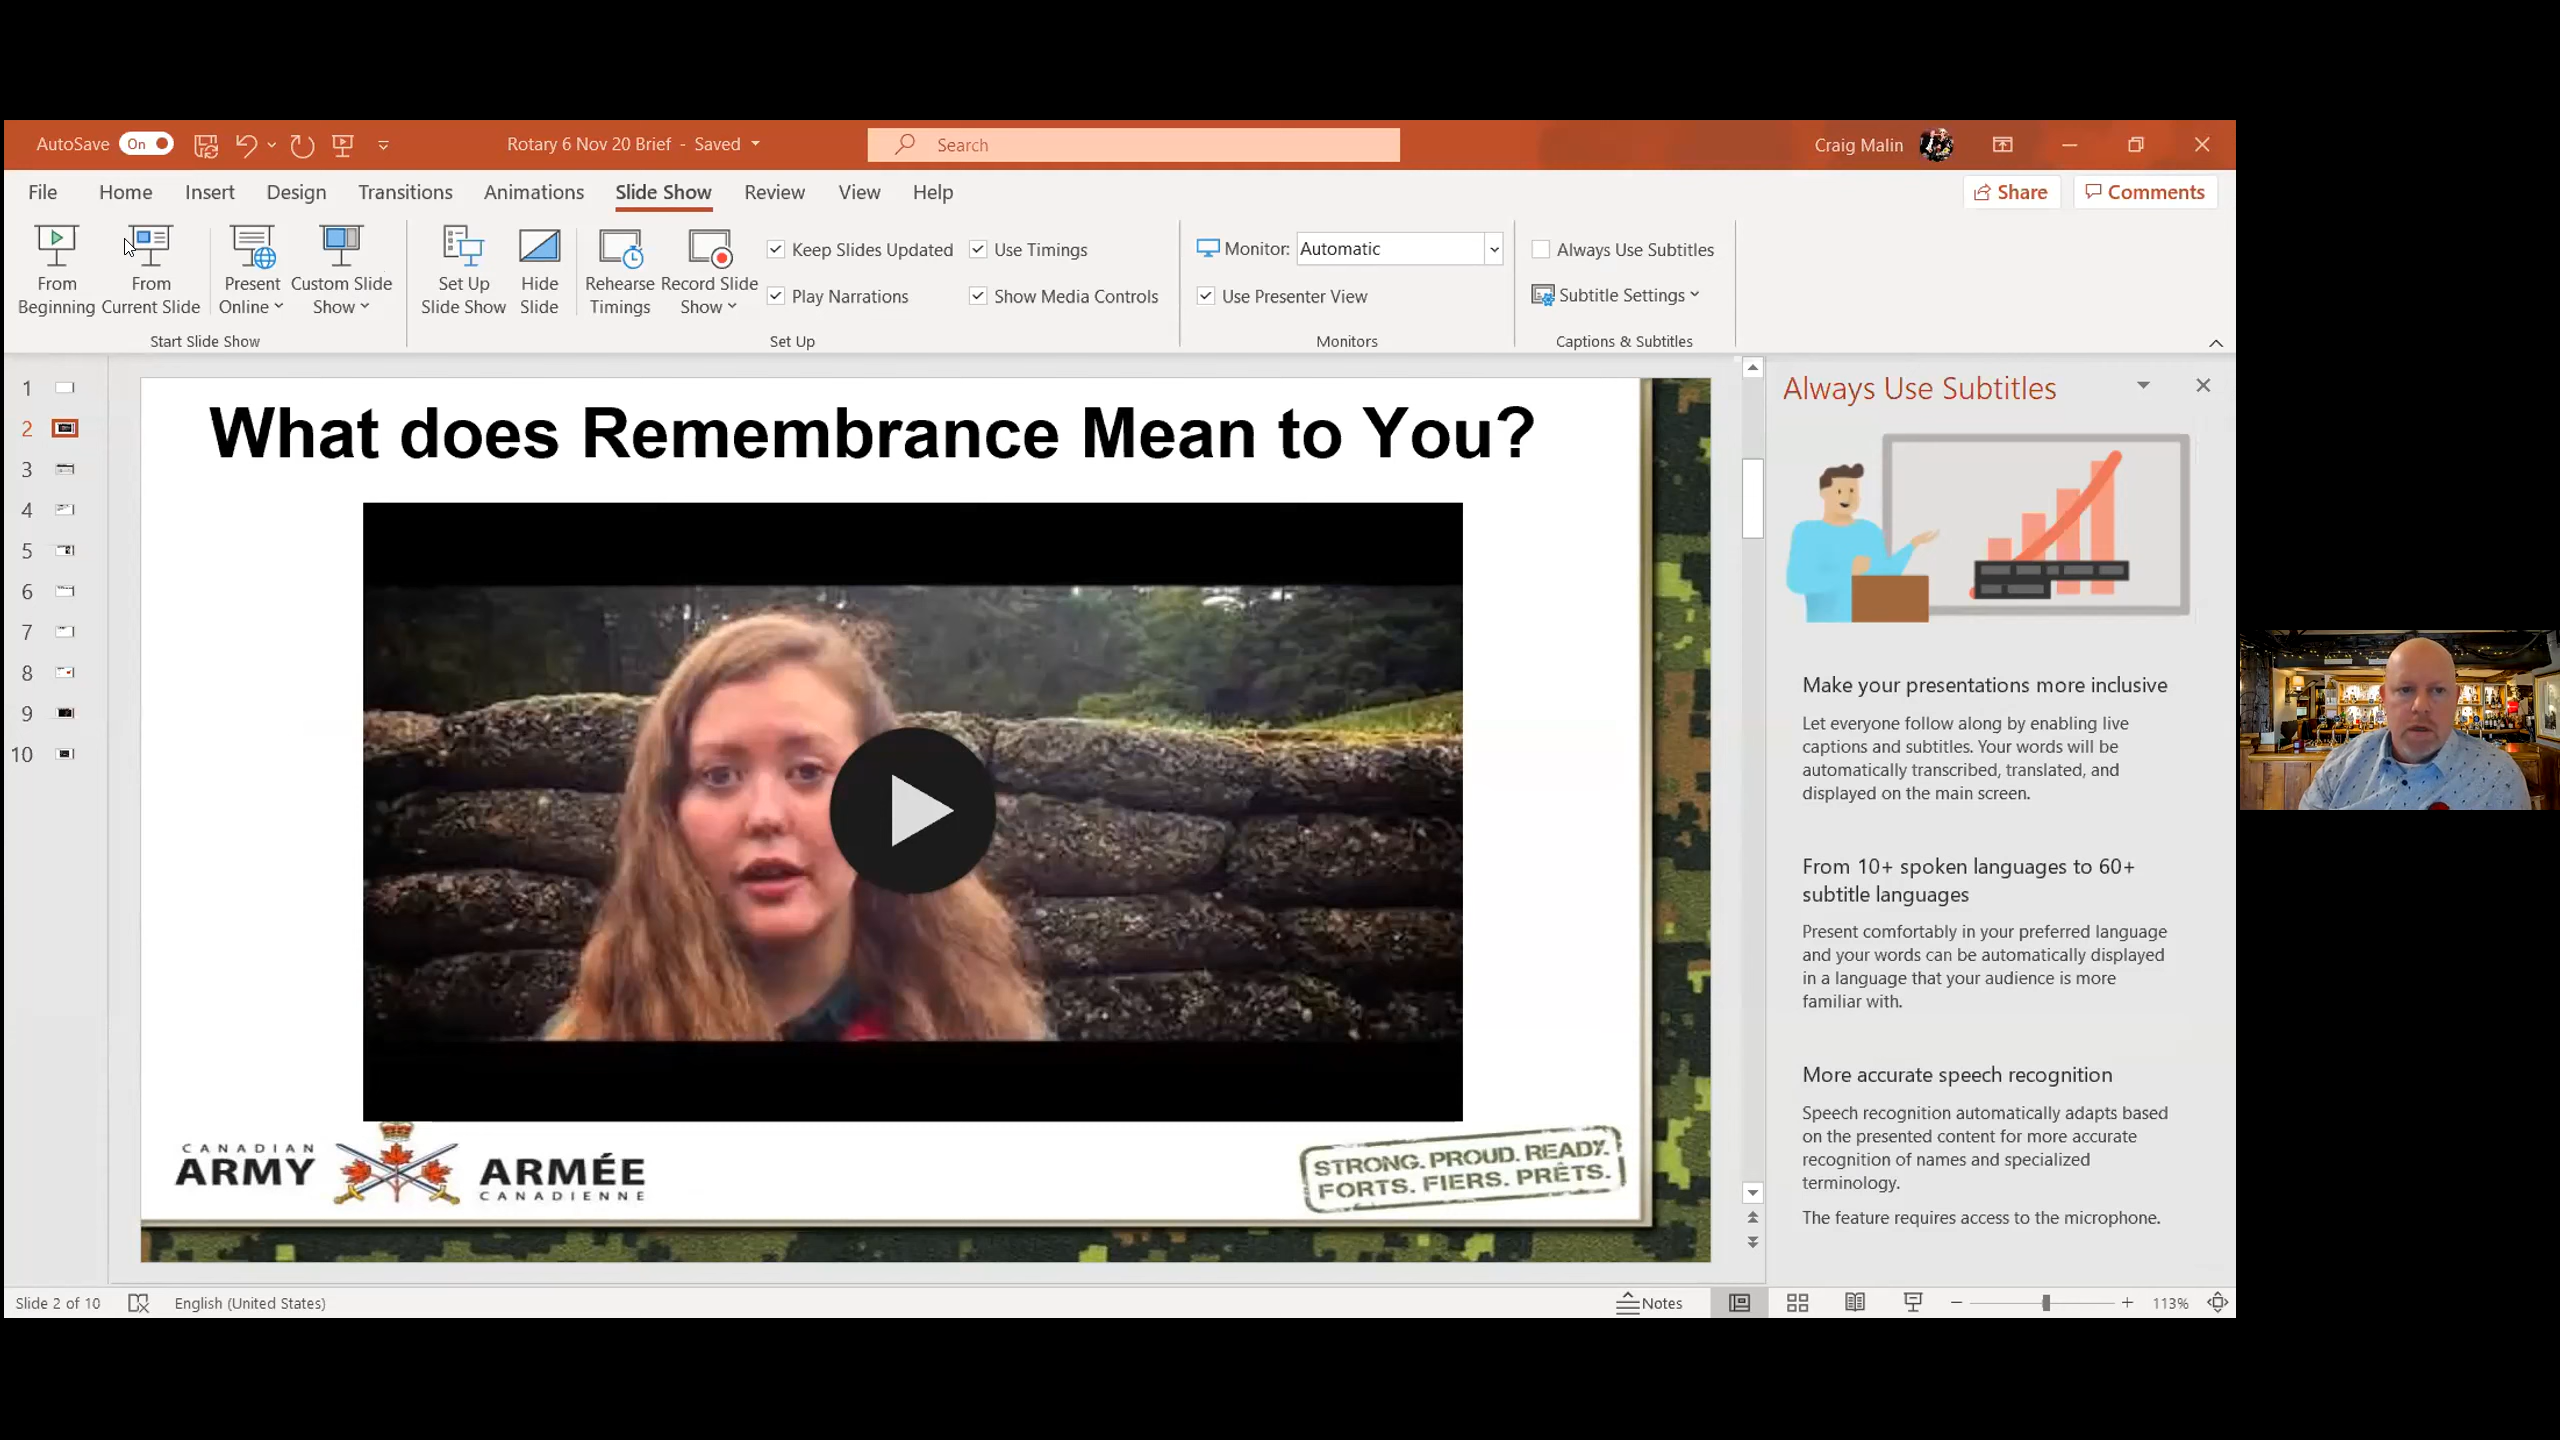 AutoSave On Rotary 6 Nov 20 Brief - Saved Search Craig Malin
File Home Insert Design Transitions Animations Slide Show Review View Help Share Comments
From Beginning
From Current Slide
Present Online
Custom Slide Show
Start Slide Show
Set Up Slide Show
Hide Slide
Rehearse Timings
Record Slide Show
Keep Slides Updated
Play Narrations
Use Timings
Show Media Controls
Set Up
Monitor: Automatic
Use Presenter View
Monitors
Always Use Subtitles
Subtitle Settings
Captions & Subtitles
1
2
3
4
5
6
7
8
9
10
What does Remembrance Mean to You?
CANADIAN
ARMY
ARMÉE
CANADIENNE
STRONG. PROUD. READY.
FORTS. FIERS. PRÊTS.
Always Use Subtitles
Make your presentations more inclusive
Let everyone follow along by enabling live
captions and subtitles. Your words will be
automatically transcribed, translated, and
displayed on the main screen.
From 10+ spoken languages to 60+
subtitle languages
Present comfortably in your preferred language
and your words can be automatically displayed
in a language that your audience is more
familiar with.
More accurate speech recognition
Speech recognition automatically adapts based
on the presented content for more accurate
recognition of names and specialized
terminology.
The feature requires access to the microphone.
Slide 2 of 10 English (United States) Notes 113%